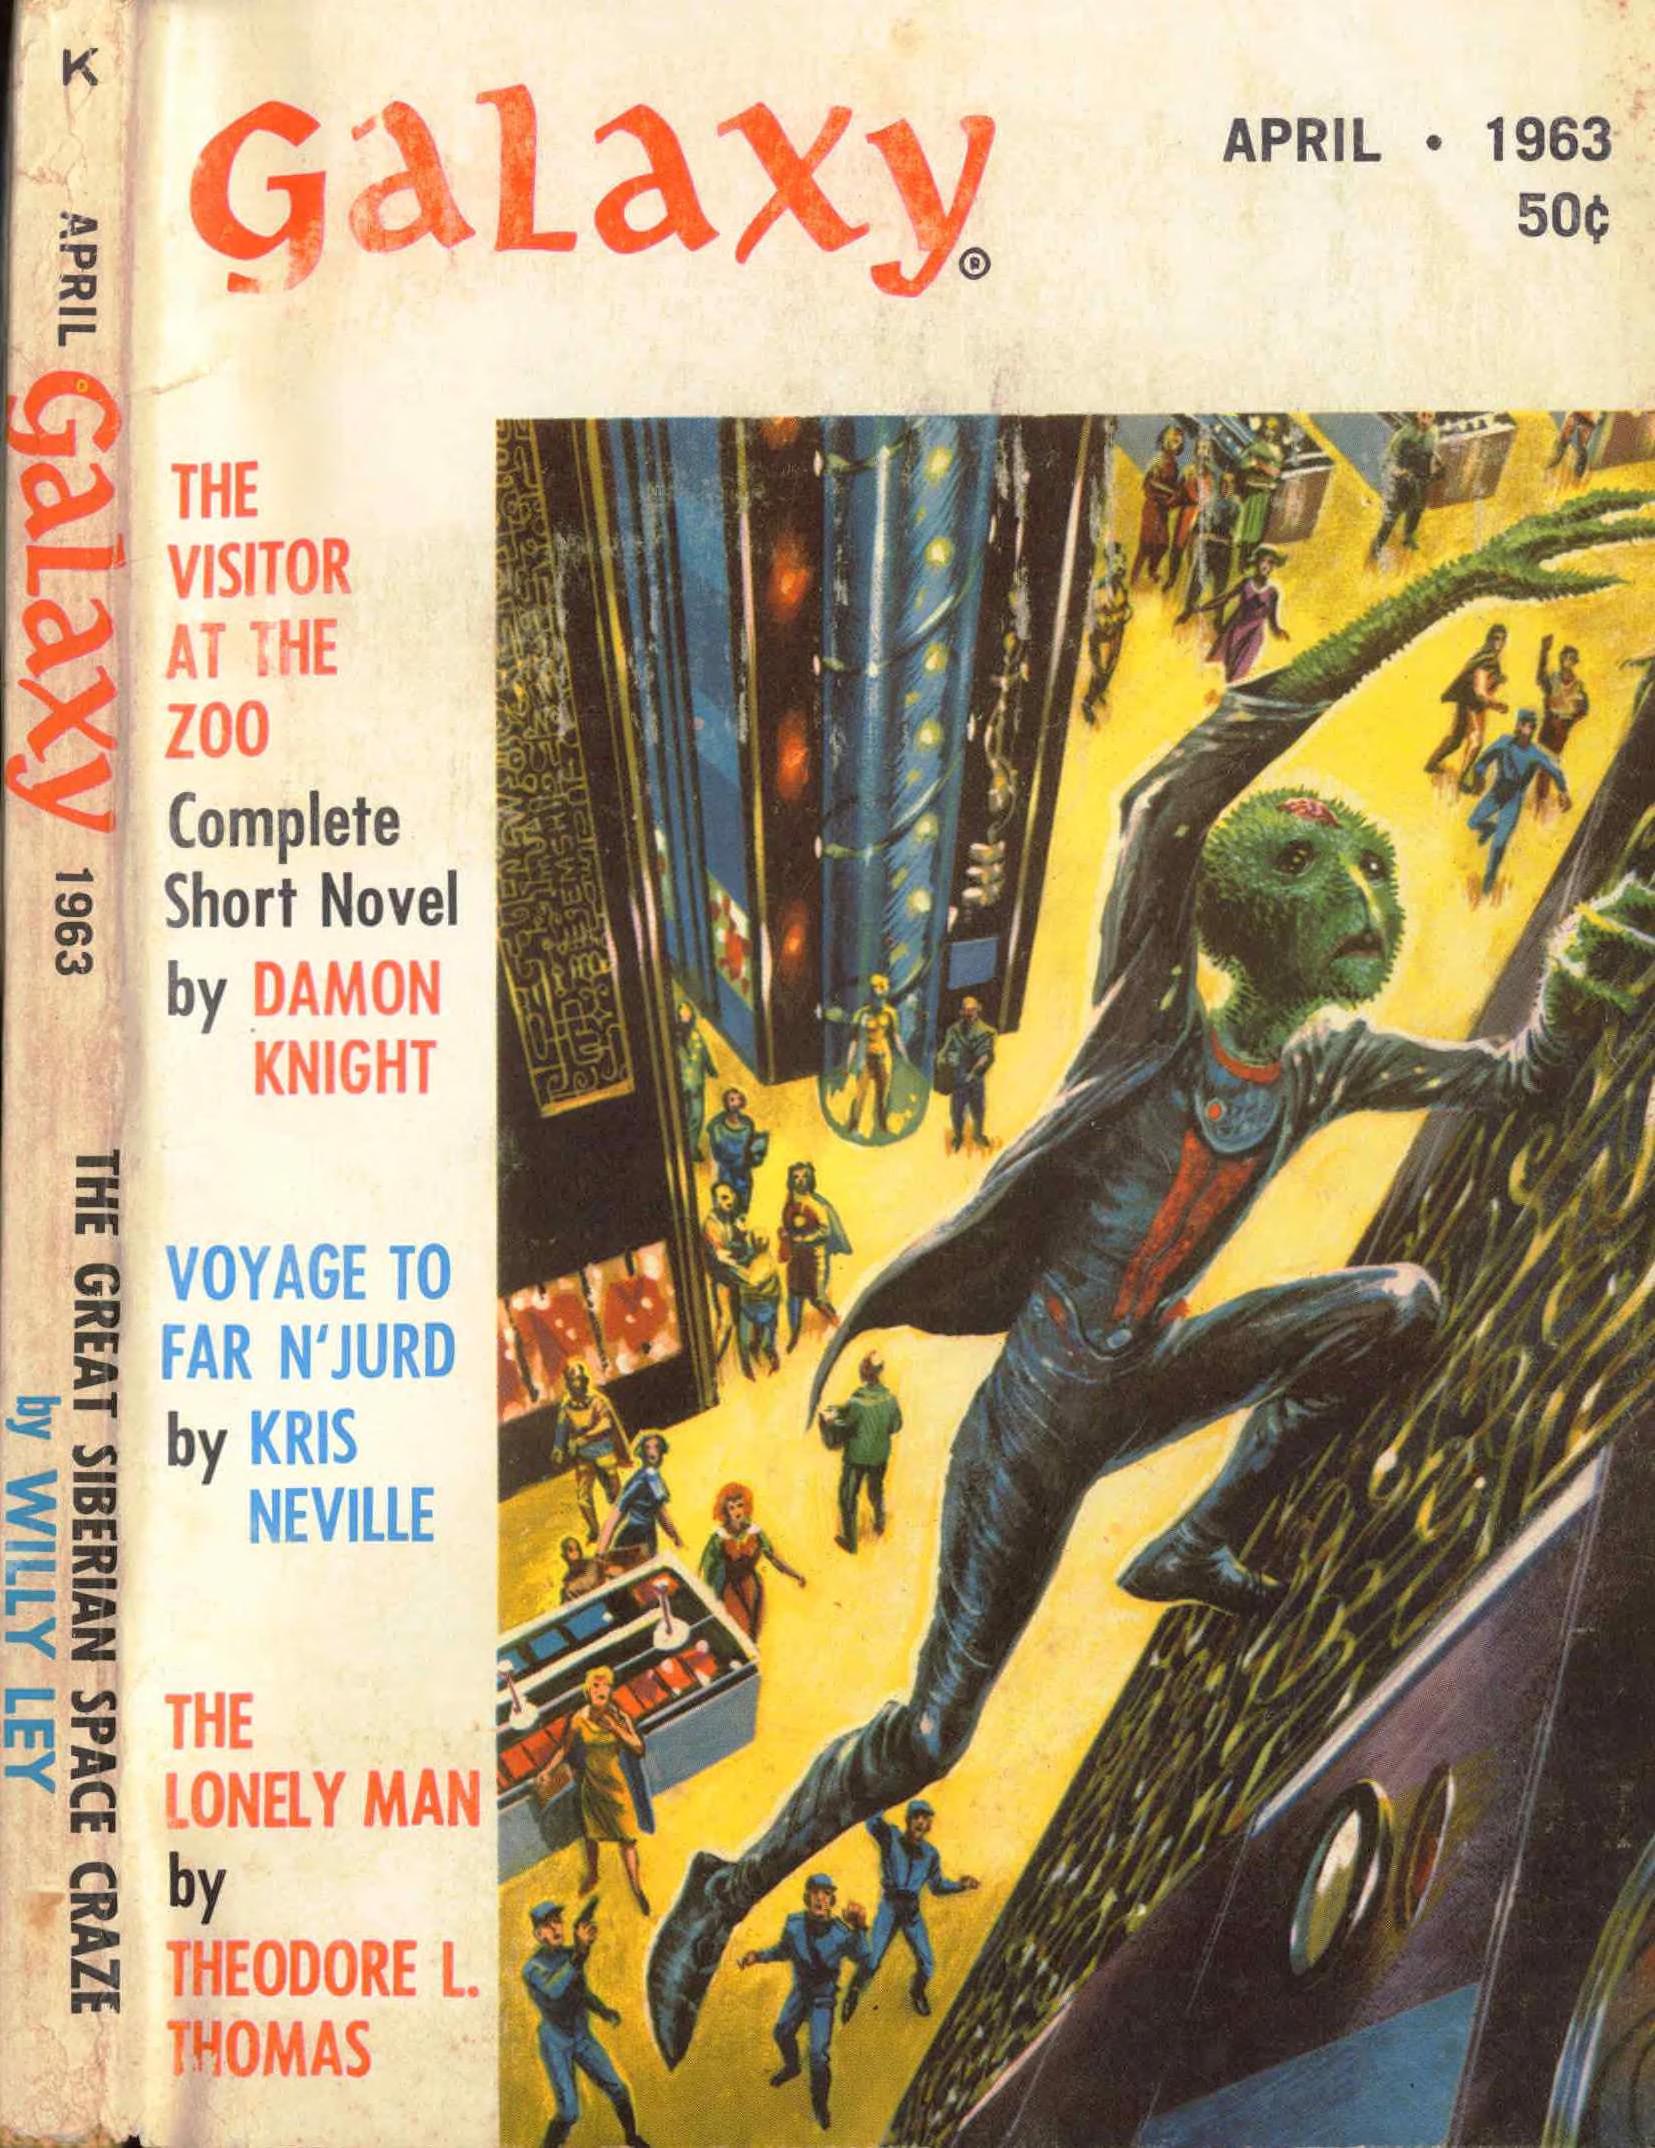 K
APRIL
Galaxy
1963
THE GREAT SIBERIAN SPACE CRAZE
by WILLY LEY
Galaxy®
APRIL • 1963
50¢
THE
VISITOR
AT THE
ZOO
Complete
Short Novel
by DAMON
KNIGHT
VOYAGE TO
FAR N'JURD
by KRIS
NEVILLE
THE
LONELY MAN
by
THEODORE L.
THOMAS